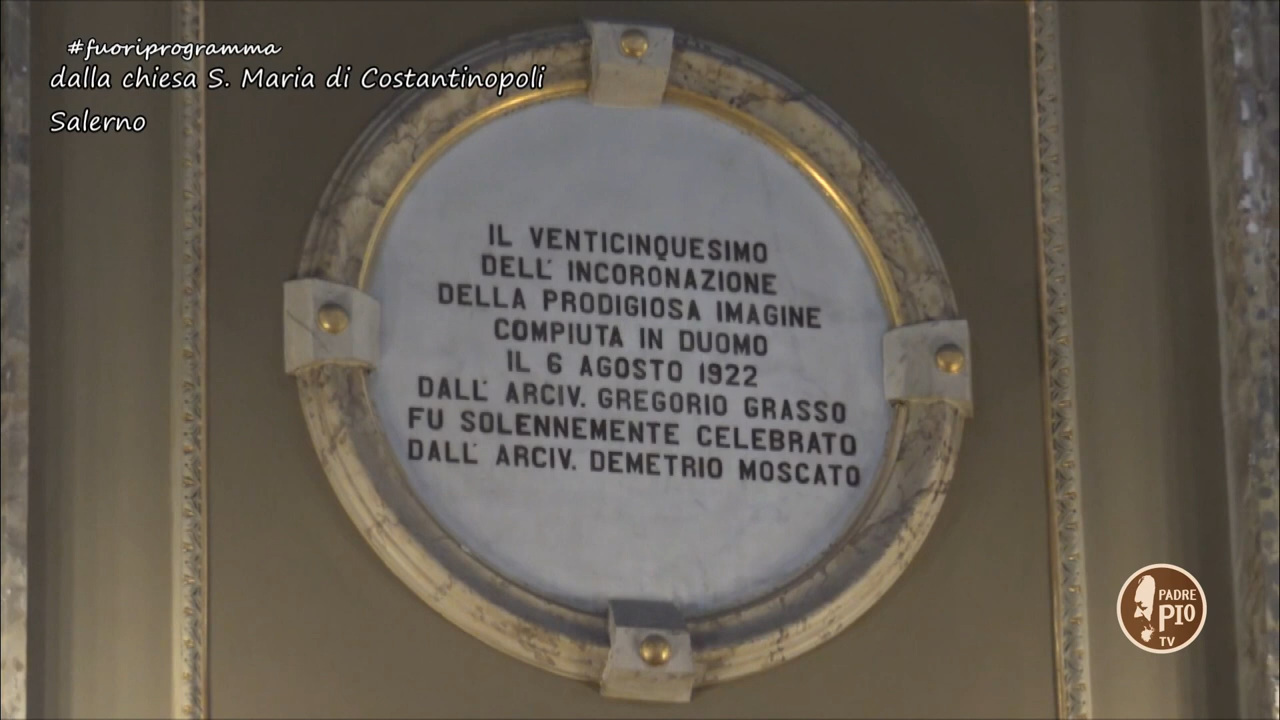 #fuoriprogramma
dalla chiesa S. Maria di Costantinopoli
Salerno
IL VENTICINQUESIMO
DELL' INCORONAZIONE
DELLA PRODIGIOSA IMAGINE
COMPIUTA IN DUOMO
IL 6 AGOSTO 1922
DALL' ARCIV. GREGORIO GRASSO
FU SOLENNEMENTE CELEBRATO
DALL' ARCIV. DEMETRIO MOSCATO
PADRE
PIO
TV